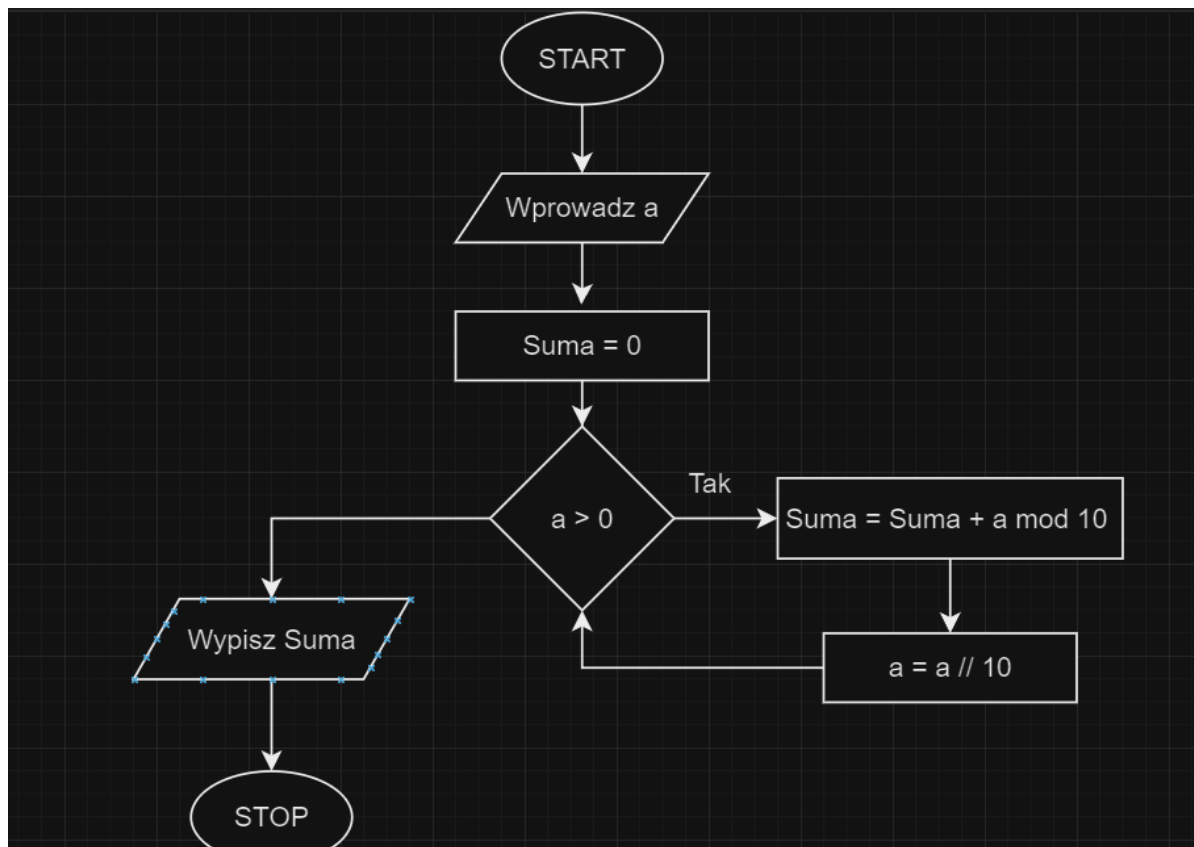 START
Wprowadz a
Suma = 0
a > 0
Tak
Suma = Suma + a mod 10
a = a // 10
Wypisz Suma
STOP